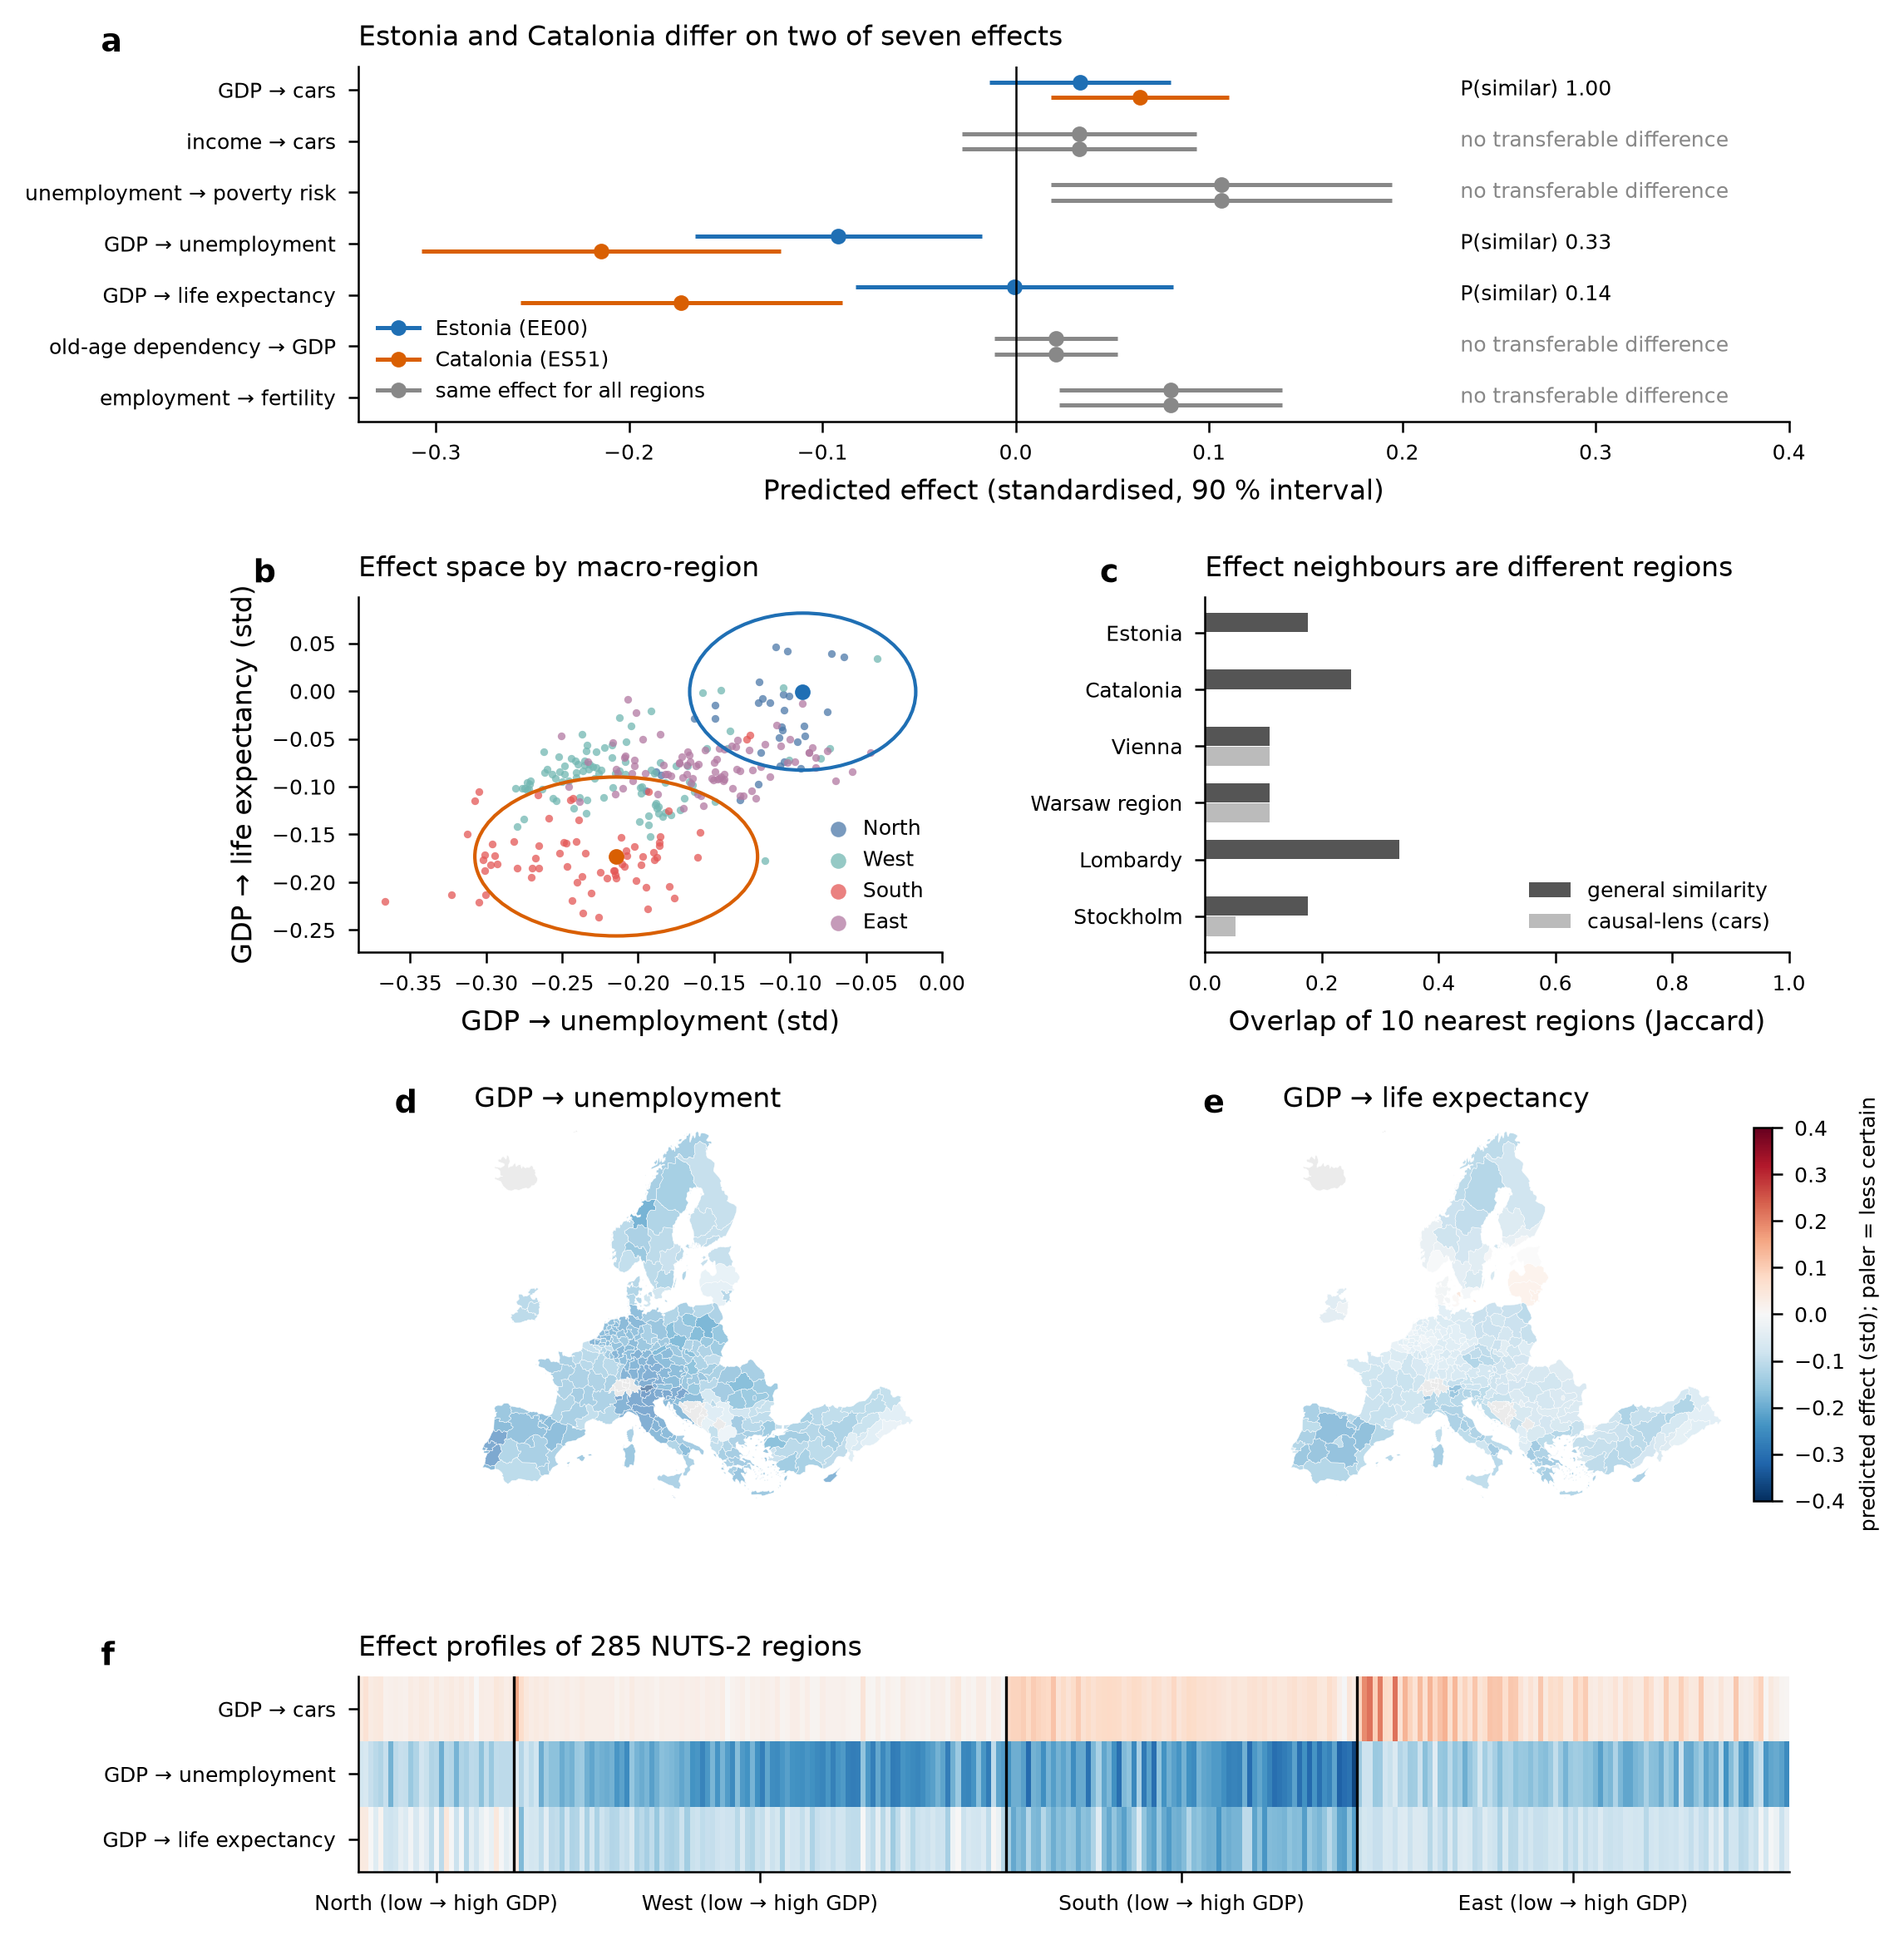 a
Estonia and Catalonia differ on two of seven effects
GDP → cars
P(similar) 1.00
income → cars
no transferable difference
unemployment → poverty risk
no transferable difference
GDP → unemployment
P(similar) 0.33
GDP → life expectancy
P(similar) 0.14
old-age dependency → GDP
no transferable difference
employment → fertility
no transferable difference
Estonia (EE00)
Catalonia (ES51)
same effect for all regions
−0.3 −0.2 −0.1 0.0 0.1 0.2 0.3 0.4
Predicted effect (standardised, 90 % interval)
b
Effect space by macro-region
GDP → life expectancy (std)
0.05
0.00
−0.05
−0.10
−0.15
−0.20
−0.25
North
West
South
East
−0.35 −0.30 −0.25 −0.20 −0.15 −0.10 −0.05 0.00
GDP → unemployment (std)
c
Effect neighbours are different regions
Estonia
Catalonia
Vienna
Warsaw region
Lombardy
Stockholm
general similarity
causal-lens (cars)
0.0 0.2 0.4 0.6 0.8 1.0
Overlap of 10 nearest regions (Jaccard)
d
GDP → unemployment
e
GDP → life expectancy
0.4
0.3
0.2
0.1
0.0
−0.1
−0.2
−0.3
−0.4
predicted effect (std); paler = less certain
f
Effect profiles of 285 NUTS-2 regions
GDP → cars
GDP → unemployment
GDP → life expectancy
North (low → high GDP)
West (low → high GDP)
South (low → high GDP)
East (low → high GDP)